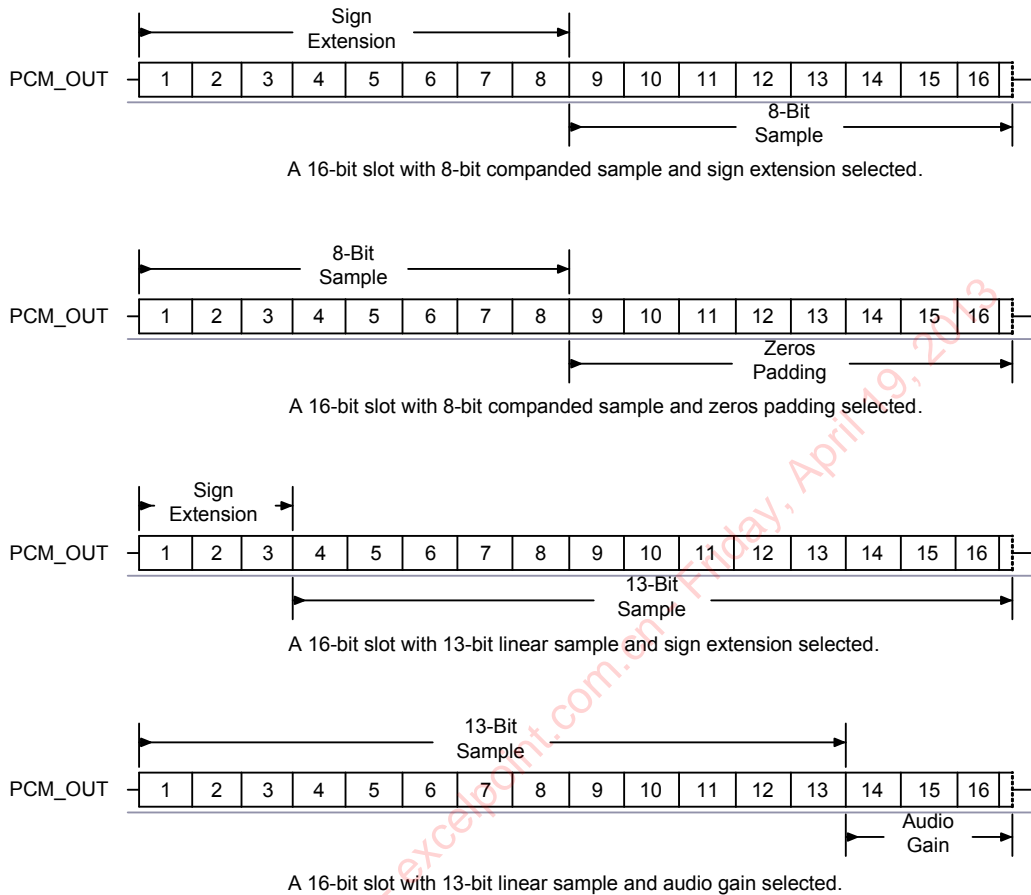 Sign
Extension
PCM_OUT 1 2 3 4 5 6 7 8 9 10 11 12 13 14 15 16
8-Bit
Sample
A 16-bit slot with 8-bit companded sample and sign extension selected.
8-Bit
Sample
PCM_OUT 1 2 3 4 5 6 7 8 9 10 11 12 13 14 15 16
Zeros
Padding
A 16-bit slot with 8-bit companded sample and zeros padding selected.
Sign
Extension
PCM_OUT 1 2 3 4 5 6 7 8 9 10 11 12 13 14 15 16
13-Bit
Sample
A 16-bit slot with 13-bit linear sample and sign extension selected.
13-Bit
Sample
PCM_OUT 1 2 3 4 5 6 7 8 9 10 11 12 13 14 15 16
Audio
Gain
A 16-bit slot with 13-bit linear sample and audio gain selected.
excelpoint.com.cn - Friday, April 19, 2013